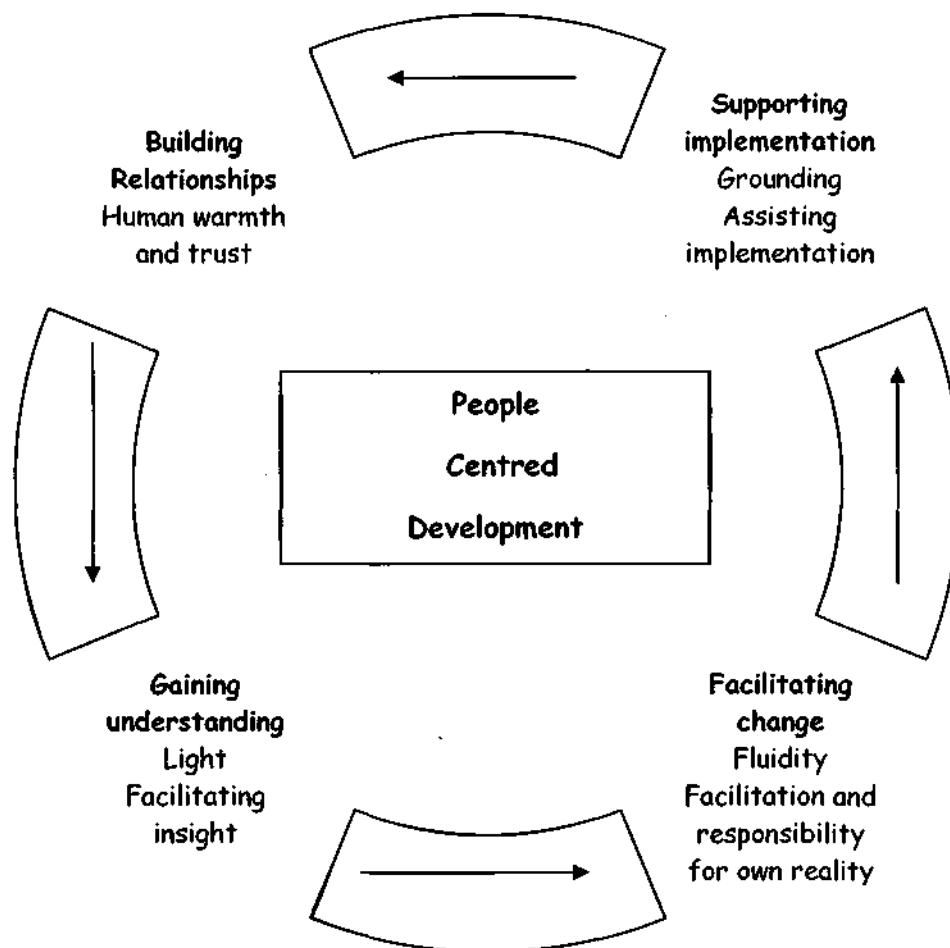 Building
Relationships
Human warmth
and trust
Supporting
implementation
Grounding
Assisting
implementation
People
Centred
Development
Gaining
understanding
Light
Facilitating
insight
Facilitating
change
Fluidity
Facilitation and
responsibility
for own reality